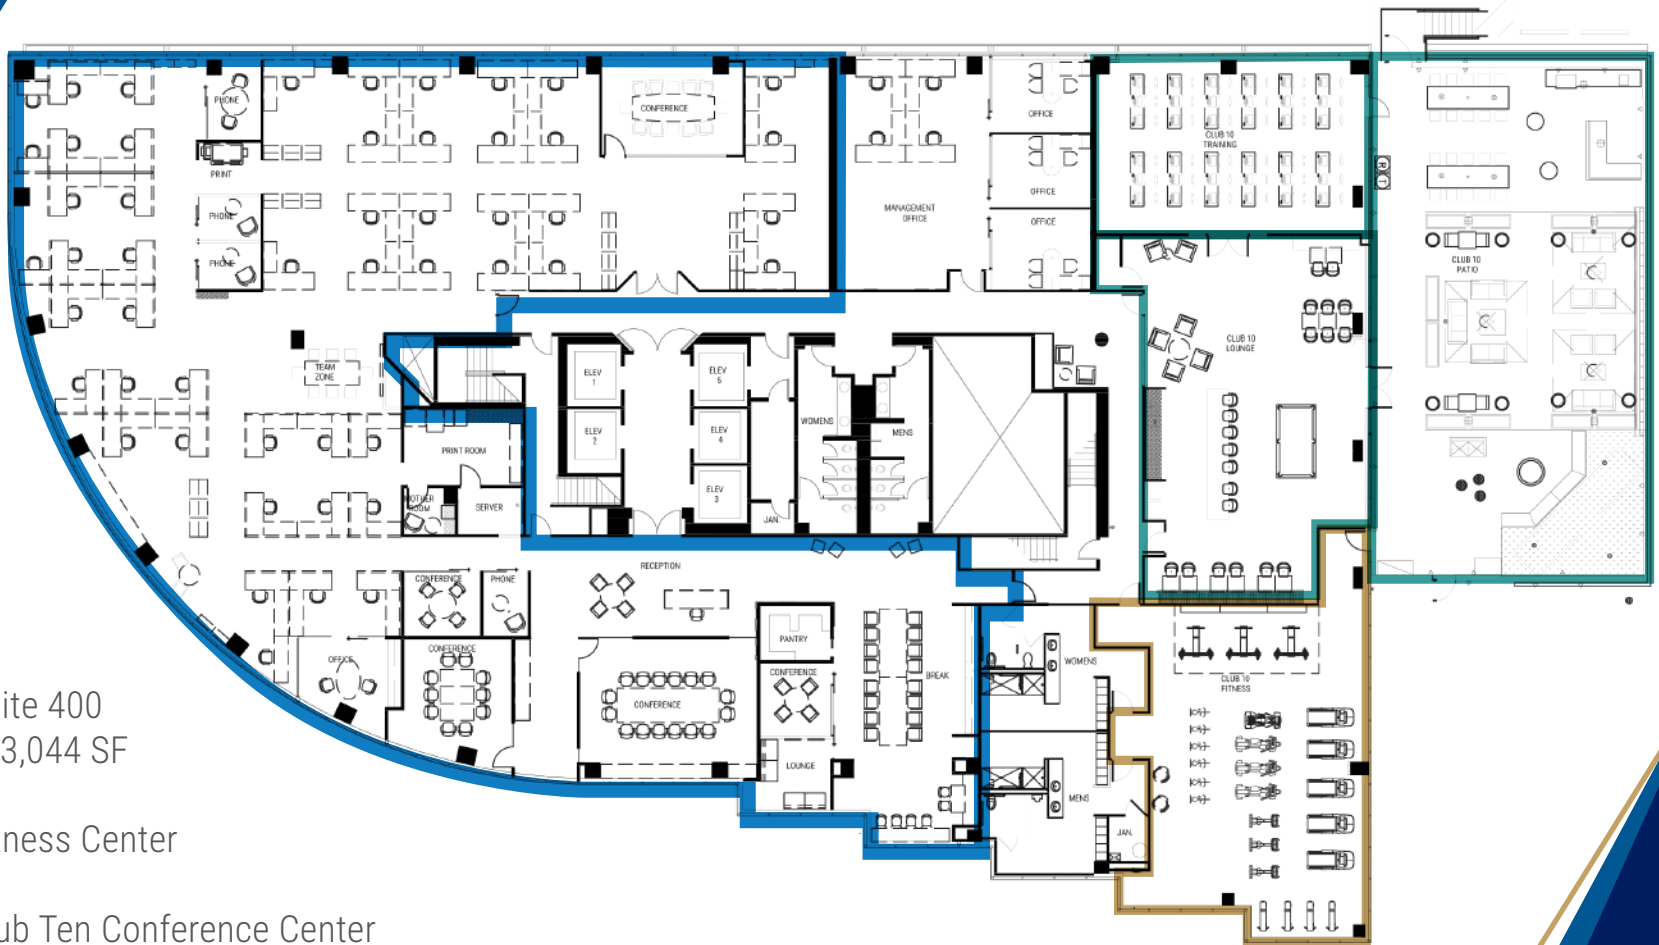 PHONE
CONFERENCE
OFFICE
CLUB 10
TRAINING
PRINT
OFFICE
PHONE
MANAGEMENT
OFFICE
OFFICE
PHONE
CLUB 10
PATIO
CLUB 10
LOUNGE
TEAM
ZONE
ELEV
1
ELEV
5
WOMENS
MENS
ELEV
2
ELEV
4
PRINT ROOM
ELEV
3
MOTHER
ROOM
SERVER
JAN.
RECEPTION
CONFERENCE
PHONE
PANTRY
CONFERENCE
OFFICE
WOMENS
CONFERENCE
BREAK
CLUB 10
FITNESS
CONFERENCE
LOUNGE
MENS
JAN.
ite 400
3,044 SF
ness Center
ub Ten Conference Center